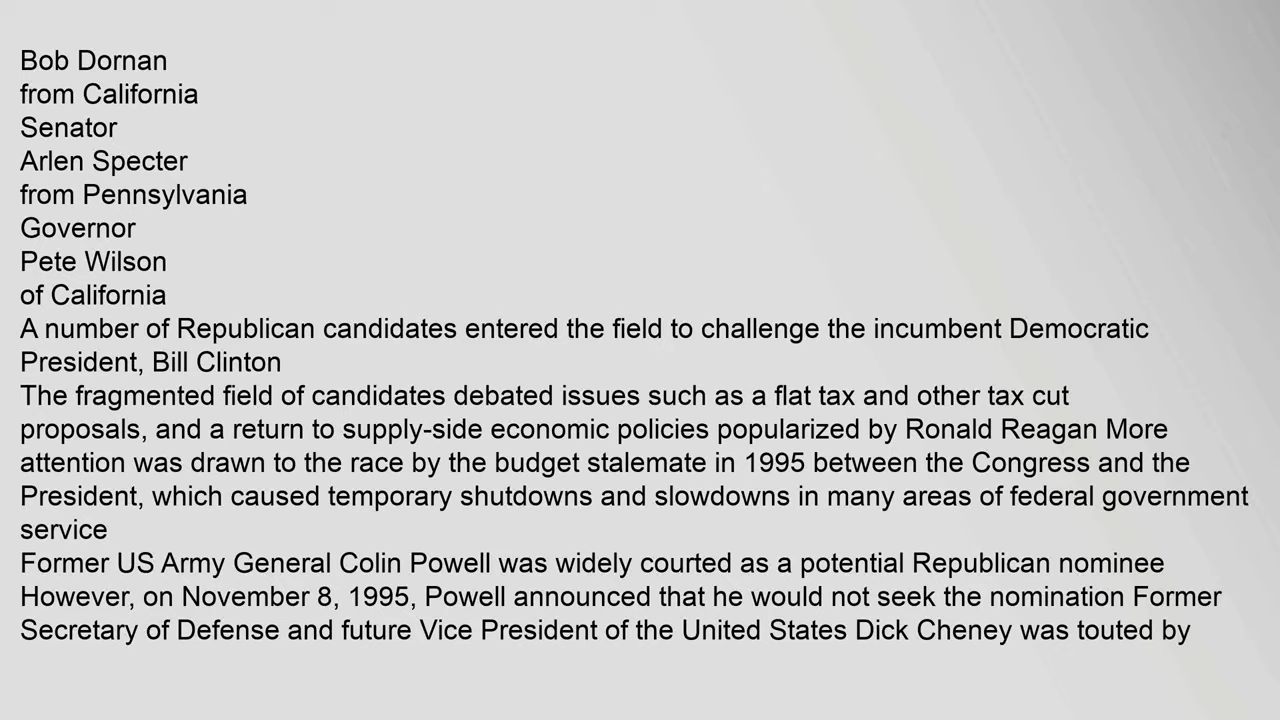 Bob Dornan
from California
Senator
Arlen Specter
from Pennsylvania
Governor
Pete Wilson
of California
A number of Republican candidates entered the field to challenge the incumbent Democratic
President, Bill Clinton
The fragmented field of candidates debated issues such as a flat tax and other tax cut
proposals, and a return to supply-side economic policies popularized by Ronald Reagan More
attention was drawn to the race by the budget stalemate in 1995 between the Congress and the
President, which caused temporary shutdowns and slowdowns in many areas of federal government
service
Former US Army General Colin Powell was widely courted as a potential Republican nominee
However, on November 8, 1995, Powell announced that he would not seek the nomination Former
Secretary of Defense and future Vice President of the United States Dick Cheney was touted by